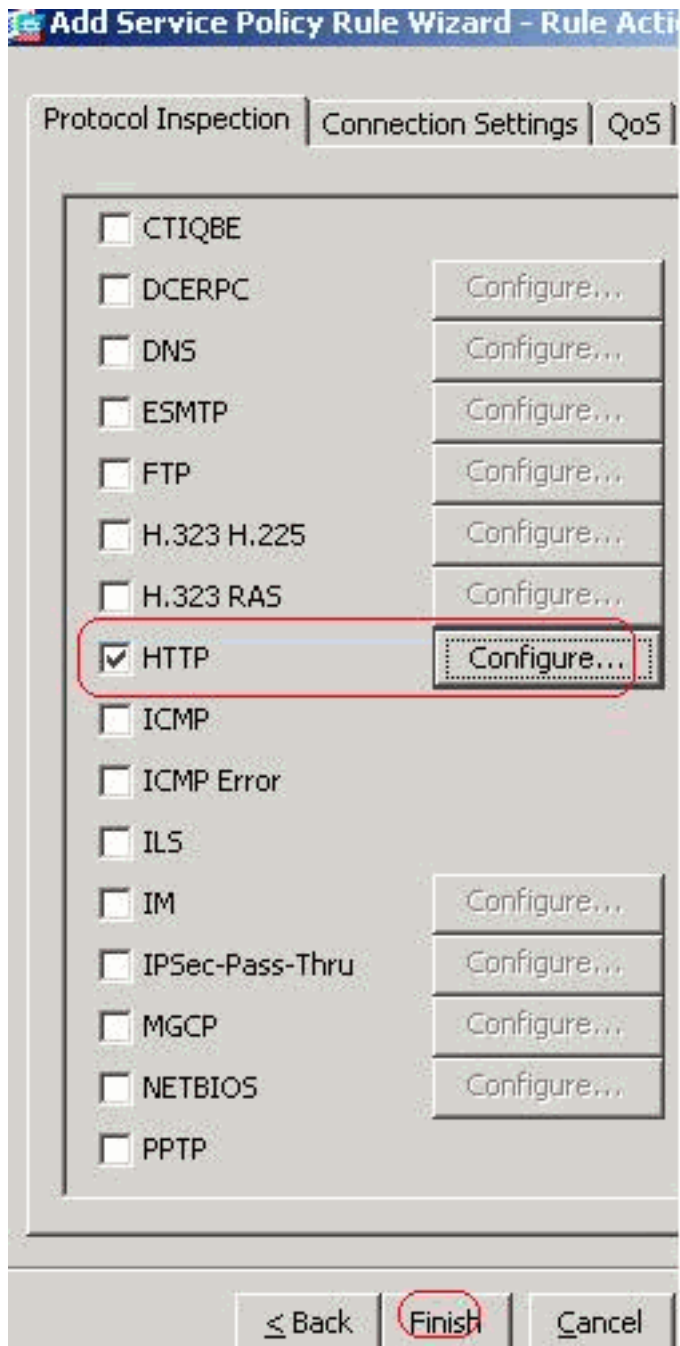 Add Service Policy Rule Wizard - Rule Acti
Protocol Inspection Connection Settings QoS
CTIQBE
DCERPC Configure...
DNS Configure...
ESMTP Configure...
FTP Configure...
H.323 H.225 Configure...
H.323 RAS Configure...
HTTP Configure...
ICMP
ICMP Error
ILS
IM Configure...
IPSec-Pass-Thru Configure...
MGCP Configure...
NETBIOS Configure...
PPTP
< Back Finish Cancel